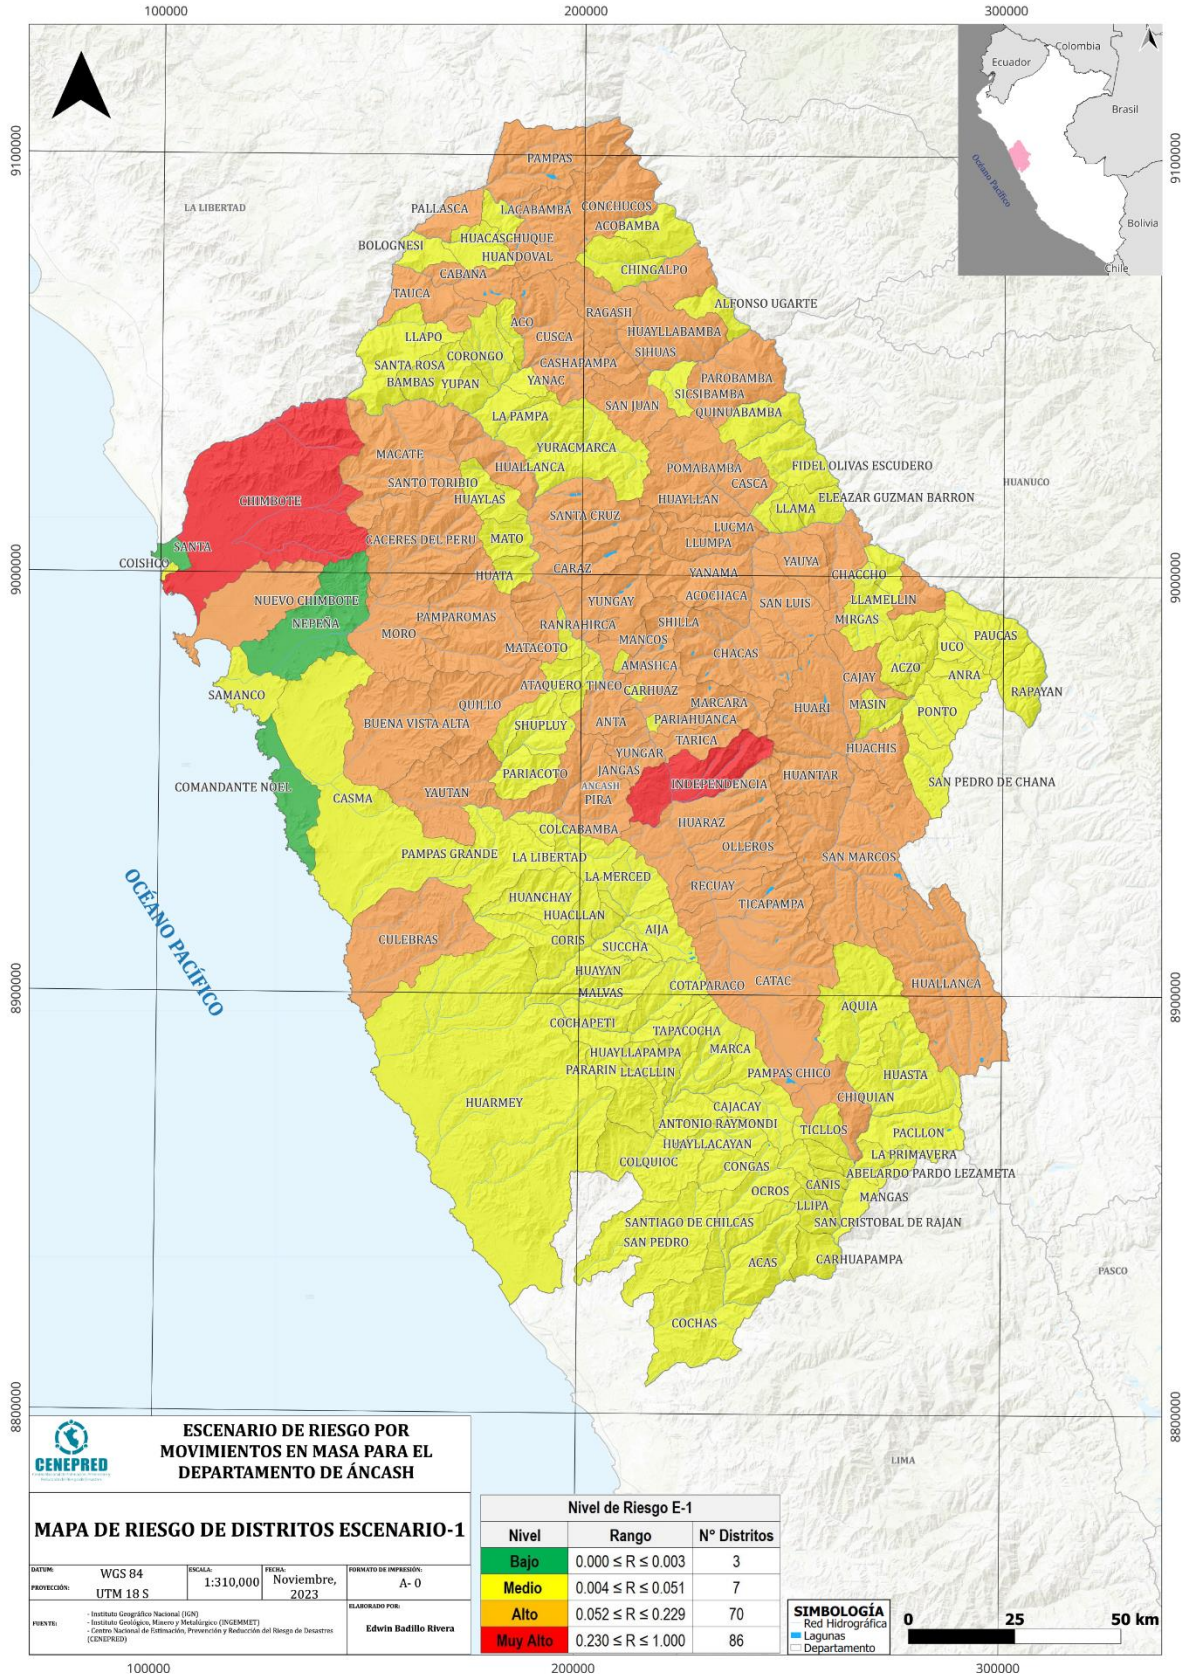 100000
200000
300000
9100000
9100000
9000000
9000000
8900000
8900000
8800000
8800000
Colombia
Ecuador
Brasil
Océano Pacífico
Bolivia
Chile
PAMPAS
LA LIBERTAD
PALLASCA
LACABAMBA
CONCHUCOS
ACOBAMBA
BOLOGNESI
HUACASCHUQUE
HUANDOVAL
CABANA
CHINGALPO
TAUCA
ALFONSO UGARTE
RAGASH
ACO
HUAYLLABAMBA
LLAPO
CUSCA
CORONGO
SIHUAS
SANTA ROSA
CASHAPAMPA
BAMBAS
YUPAN
YANAC
PAROBAMBA
SICSIBAMBA
SAN JUAN
QUINUABAMBA
LA PAMPA
YURACMARCA
MACATE
HUALLANCA
POMABAMBA
FIDEL OLIVAS ESCUDERO
SANTO TORIBIO
CASCA
HUANUCO
CHIMBOTE
HUAYLAS
HUAYLLAN
ELEAZAR GUZMAN BARRON
LLAMA
SANTA CRUZ
LUCMA
SANTA
CACERES DEL PERU
MATO
LLUMPA
COISHCO
YAUYA
CARAZ
HUATA
YANAMA
CHACCHO
NUEVO CHIMBOTE
YUNGAY
ACOCHACA
SAN LUIS
LLAMELLIN
NEPEÑA
PAMPAROMAS
RANRAHIRCA
SHILLA
MIRGAS
MORO
MANCOS
PAUCAS
MATACOTO
CHACAS
UCO
AMASHCA
ACZO
CAJAY
ANRA
SAMANCO
ATAQUERO
TINCO
CARHUAZ
RAPAYAN
QUILLO
MARCARA
HUARI
MASIN
PONTO
BUENA VISTA ALTA
SHUPLUY
ANTA
PARIAHUANCA
TARICA
HUACHIS
YUNGAR
PARIACOTO
JANGAS
HUANTAR
SAN PEDRO DE CHANA
COMANDANTE NOEL
ANCASH
INDEPENDENCIA
CASMA
YAUTAN
PIRA
HUARAZ
COLCABAMBA
OLLEROS
PAMPAS GRANDE
LA LIBERTAD
SAN MARCOS
LA MERCED
RECUAY
OCÉANO PACÍFICO
HUANCHAY
TICAPAMPA
HUACLLAN
AIJA
CULEBRAS
CORIS
SUCCHA
HUAYAN
COTAPARACO
CATAC
HUALLANCA
MALVAS
AQUIA
COCHAPETI
TAPACOCHA
HUAYLLAPAMPA
MARCA
PARARIN
LLACLLIN
PAMPAS CHICO
HUASTA
HUARMEY
CHIQUIAN
CAJACAY
ANTONIO RAYMONDI
TICLLOS
PACLLON
HUAYLLACAYAN
LA PRIMAVERA
COLQUIOC
CONGAS
ABELARDO PARDO LEZAMETA
OCROS
CANIS
MANGAS
LLIPA
SANTIAGO DE CHILCAS
SAN CRISTOBAL DE RAJAN
SAN PEDRO
ACAS
CARHUAPAMPA
PASCO
COCHAS
LIMA
CENEPRED
ESCENARIO DE RIESGO POR
MOVIMIENTOS EN MASA PARA EL
DEPARTAMENTO DE ÁNCASH
MAPA DE RIESGO DE DISTRITOS ESCENARIO-1
DATUM: WGS 84
PROYECCIÓN: UTM 18 S
ESCALA: 1:310,000
FECHA: Noviembre,
2023
FORMATO DE IMPRESIÓN:
A- 0
FUENTE:
- Instituto Geográfico Nacional (IGN)
- Instituto Geológico, Minero y Metalúrgico (INGEMMET)
- Centro Nacional de Estimación, Prevención y Reducción del Riesgo de Desastres
(CENEPRED)
ELABORADO POR:
Edwin Badillo Rivera
Nivel de Riesgo E-1
Nivel Rango N° Distritos
Bajo 0.000 ≤ R ≤ 0.003 3
Medio 0.004 ≤ R ≤ 0.051 7
Alto 0.052 ≤ R ≤ 0.229 70
Muy Alto 0.230 ≤ R ≤ 1.000 86
SIMBOLOGÍA
Red Hidrográfica
Lagunas
Departamento
0 25 50 km
100000
200000
300000